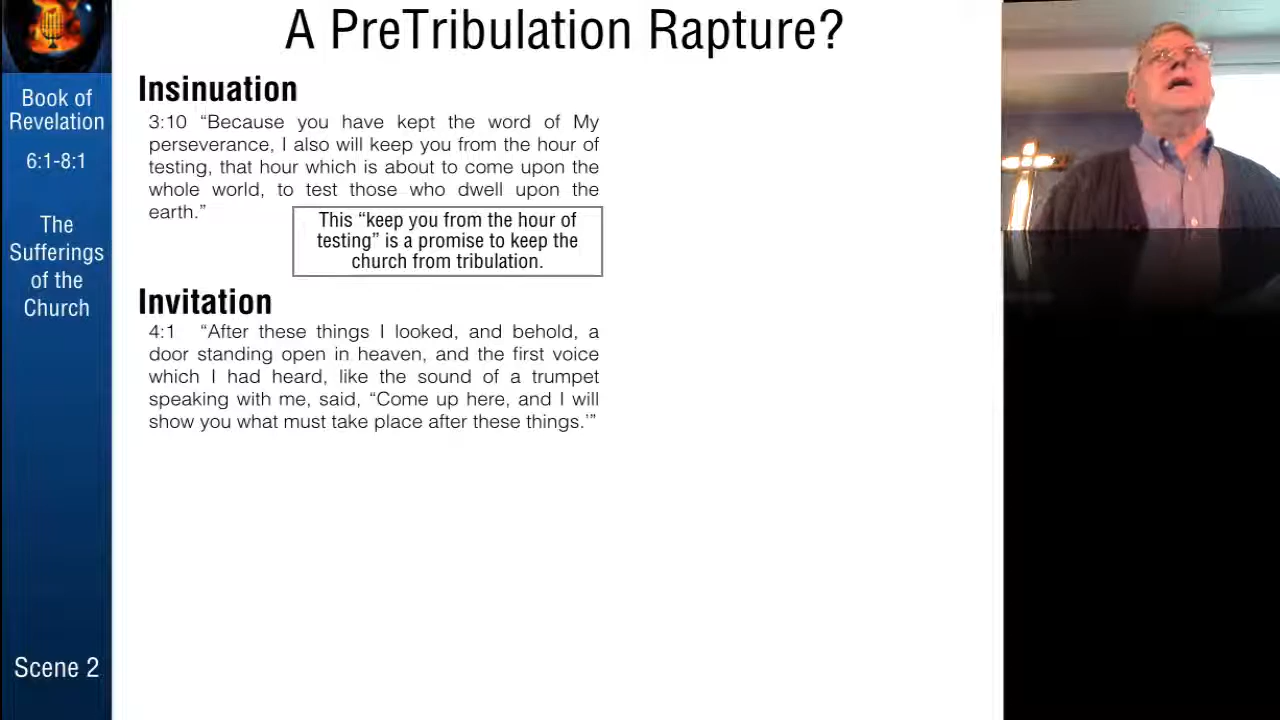 A PreTribulation Rapture?
Book of
Revelation
6:1-8:1
The
Sufferings
of the
Church
Scene 2
Insinuation
3:10 “Because you have kept the word of My
perseverance, I also will keep you from the hour of
testing, that hour which is about to come upon the
whole world, to test those who dwell upon the
earth.”
This “keep you from the hour of
testing” is a promise to keep the
church from tribulation.
Invitation
4:1 “After these things I looked, and behold, a
door standing open in heaven, and the first voice
which I had heard, like the sound of a trumpet
speaking with me, said, “Come up here, and I will
show you what must take place after these things.’”